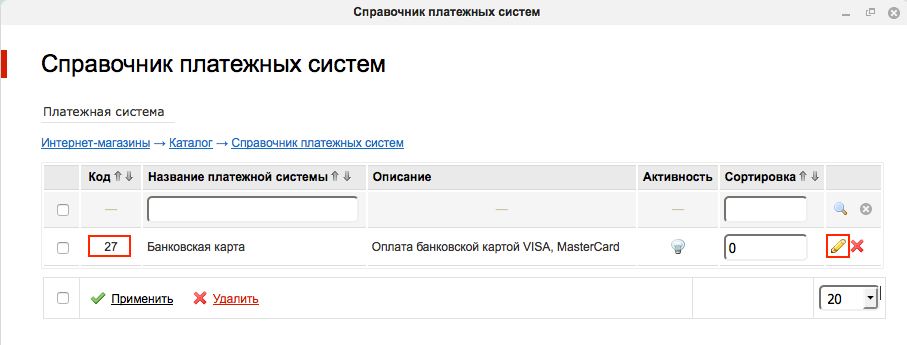 Справочник платежных систем
Справочник платежных систем
Платежная система
Интернет-магазины → Каталог → Справочник платежных систем
Код ⇑ ⇓ Название платежной системы ⇑ ⇓ Описание Активность Сортировка ⇑ ⇓
— — —
27 Банковская карта Оплата банковской картой VISA, MasterCard 0
Применить Удалить 20